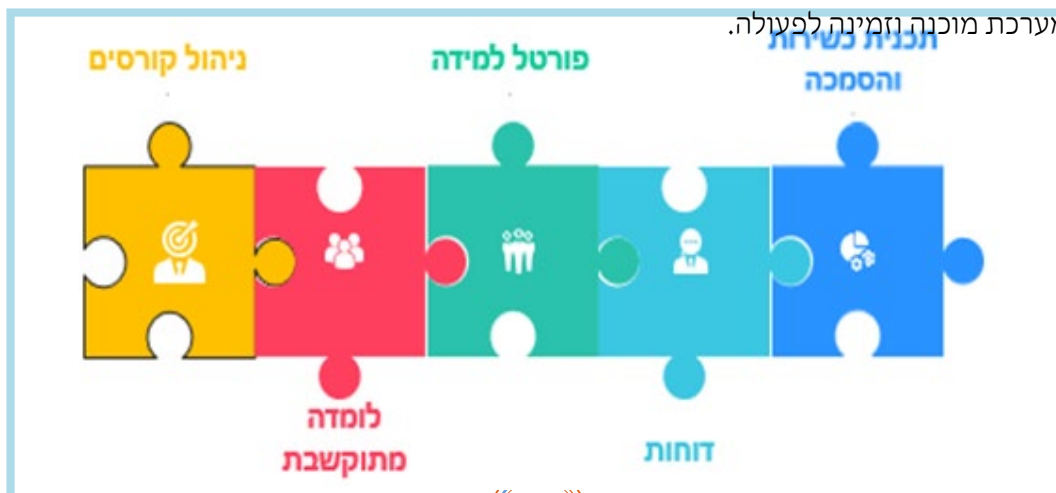 מערכת מוכנה וזמינה לפעולה.
תכנית כשירות
והסמכה
פורטל למידה
ניהול קורסים
לומדה
מתוקשבת
דוחות